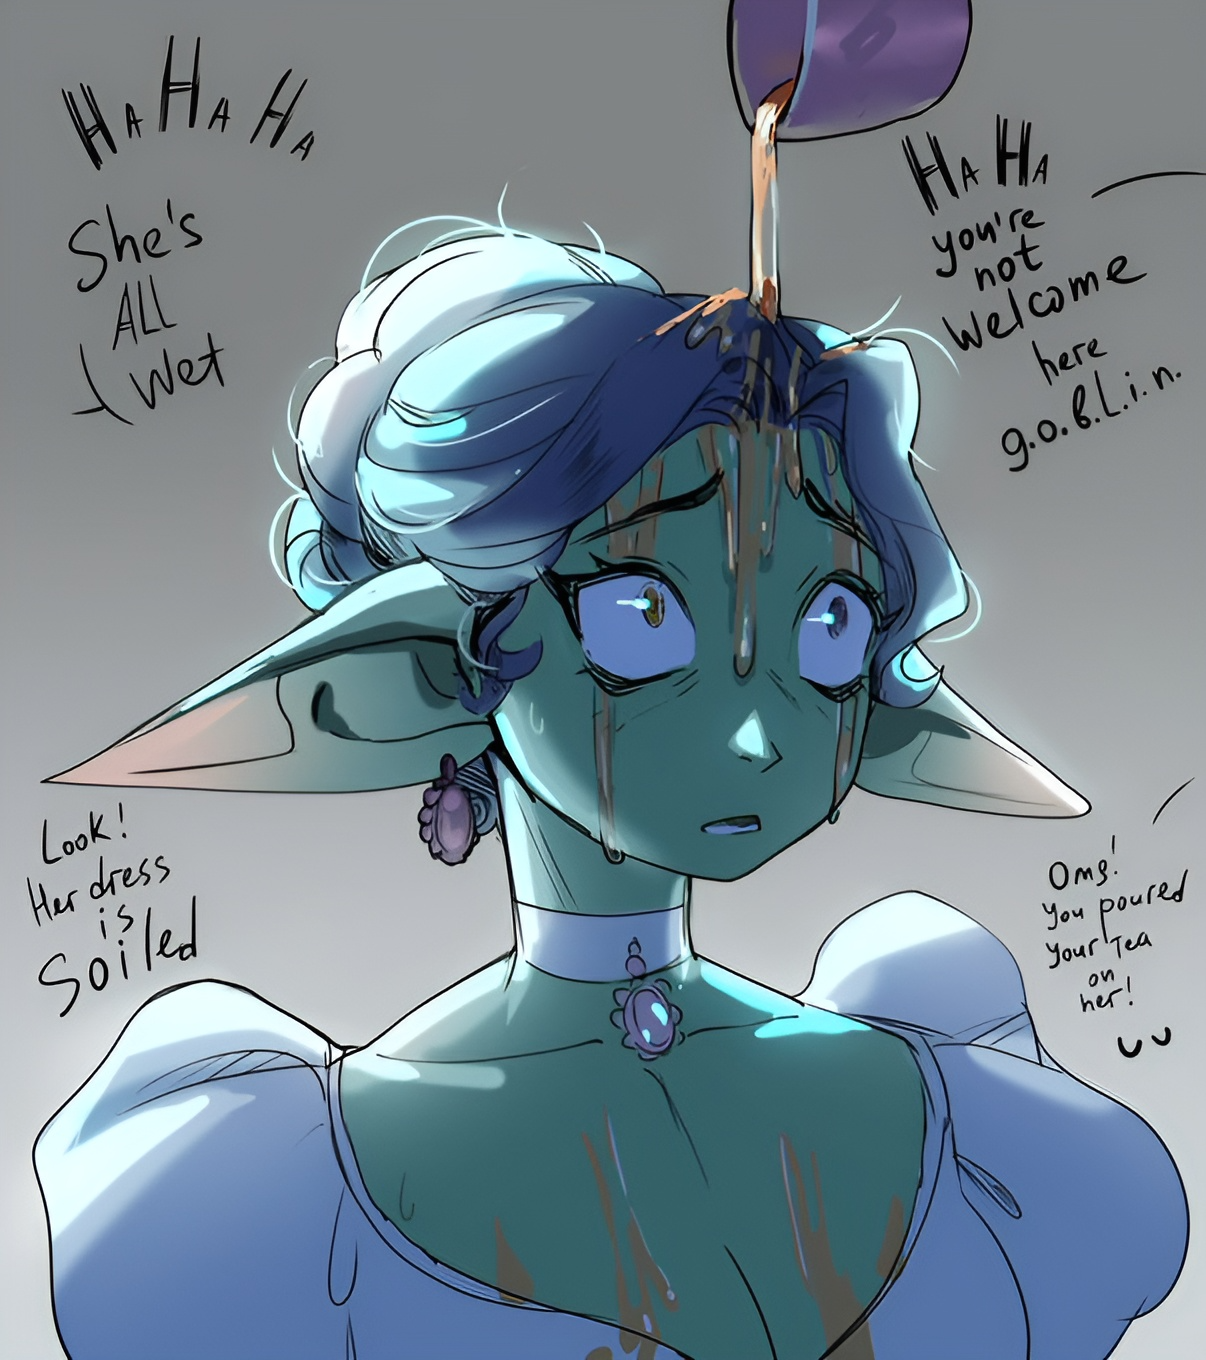 HAHAHA
She's
ALL
Wet
HAHA
you're
not
Welcome
here
g.o.b.L.i.n.
Look!
Her dress
is
Soiled
Omg!
You poured
Your Tea
on
her!